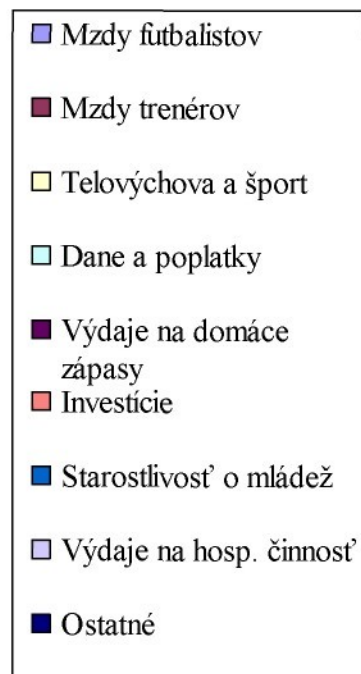 Mzdy futbalistov
Mzdy trenérov
Telovýchova a šport
Dane a poplatky
Výdaje na domáce
zápasy
Investície
Starostlivosť o mládež
Výdaje na hosp. činnosť
Ostatné